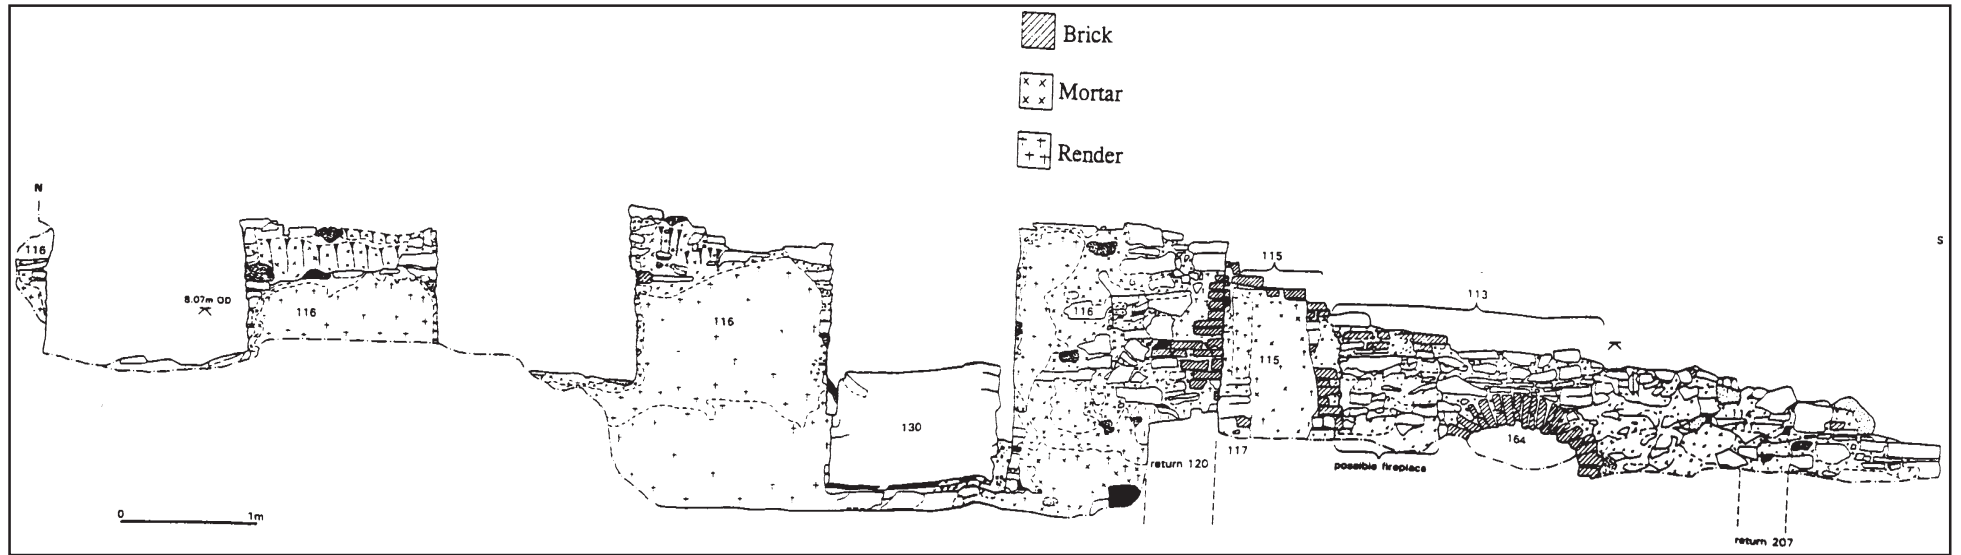 Brick
Mortar
Render
N
S
116
8.07m OD
116
116
116
115
115
113
130
164
return 120
117
possible fireplace
return 207
0 1m